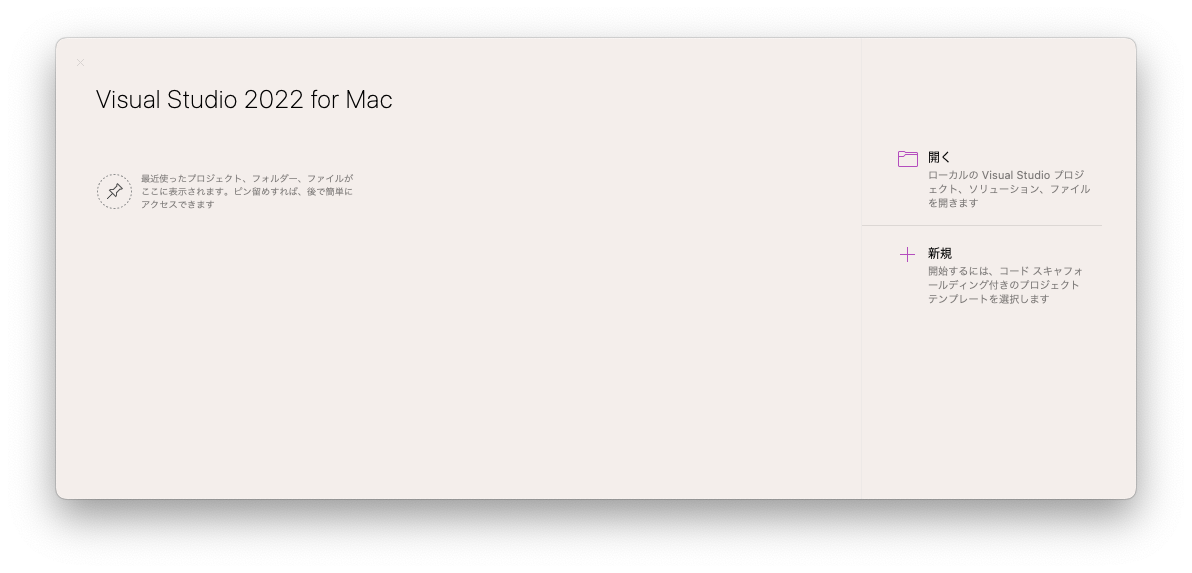 Visual Studio 2022 for Mac
最近使ったプロジェクト、フォルダー、ファイルが
ここに表示されます。ピン留めすれば、後で簡単に
アクセスできます
開く
ローカルの Visual Studio プロジ
ェクト、ソリューション、ファイル
を開きます
新規
開始するには、コード スキャフォ
ールディング付きのプロジェクト
テンプレートを選択します